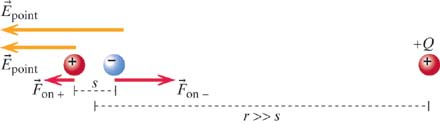 E⃗point
E⃗point
+ − +Q +
F⃗on + s F⃗on −
r >> s